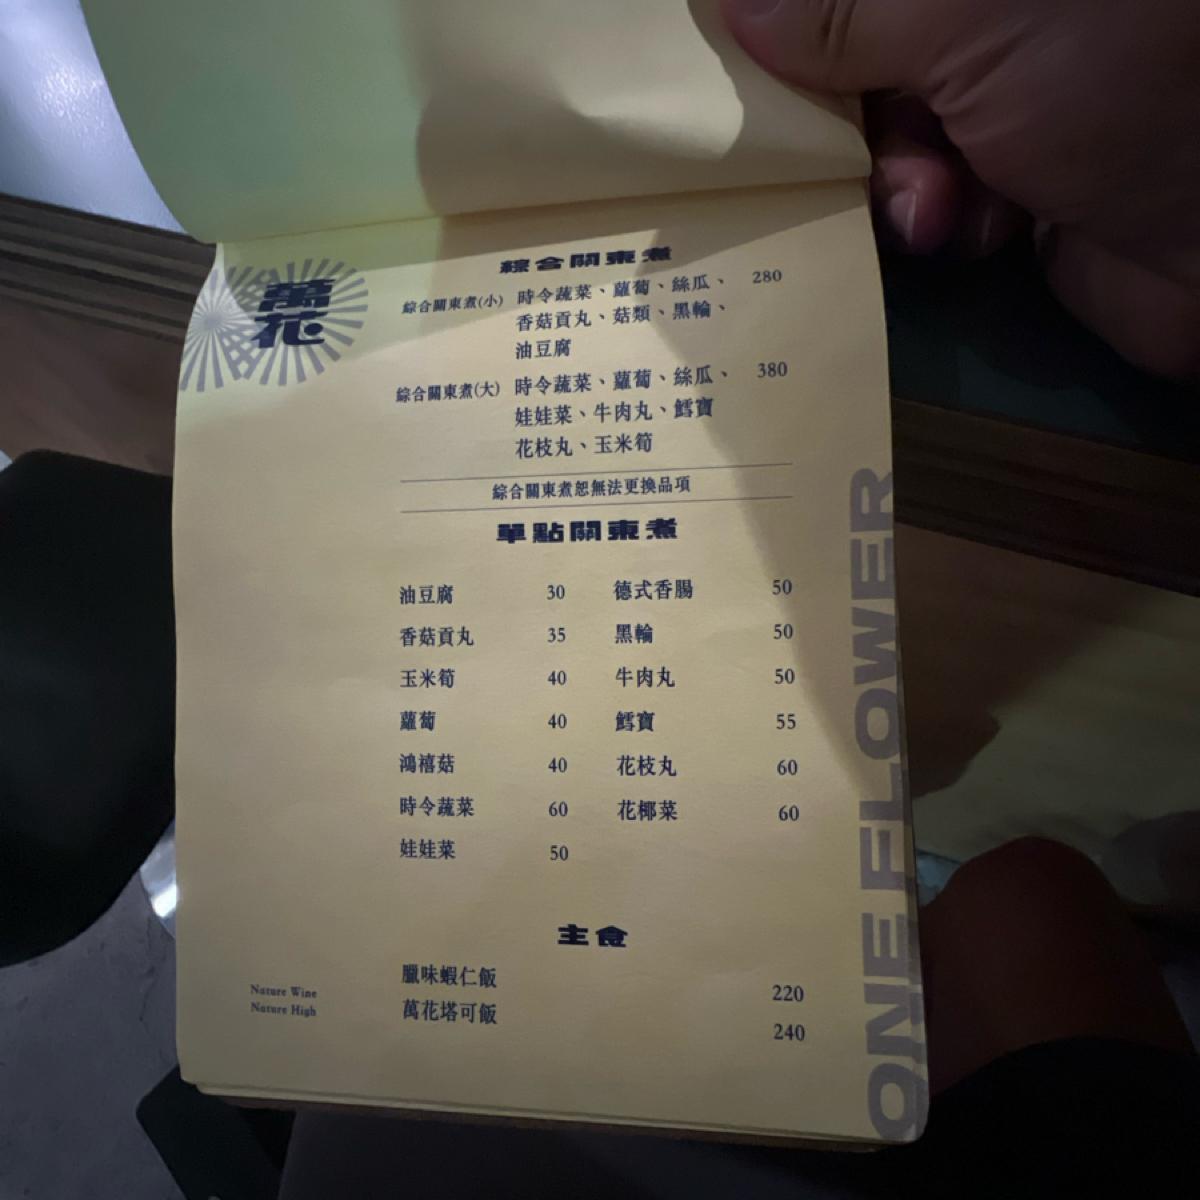 萬花
綜合關東煮
綜合關東煮(小) 時令蔬菜、蘿蔔、絲瓜、 280
香菇貢丸、菇類、黑輪、
油豆腐
綜合關東煮(大) 時令蔬菜、蘿蔔、絲瓜、 380
娃娃菜、牛肉丸、鱈寶
花枝丸、玉米筍
綜合關東煮恕無法更換品項
單點關東煮
油豆腐 30 德式香腸 50
香菇貢丸 35 黑輪 50
玉米筍 40 牛肉丸 50
蘿蔔 40 鱈寶 55
鴻禧菇 40 花枝丸 60
時令蔬菜 60 花椰菜 60
娃娃菜 50
主食
臘味蝦仁飯 220
萬花塔可飯 240
Nature Wine
Nature High
ONE FLOWER